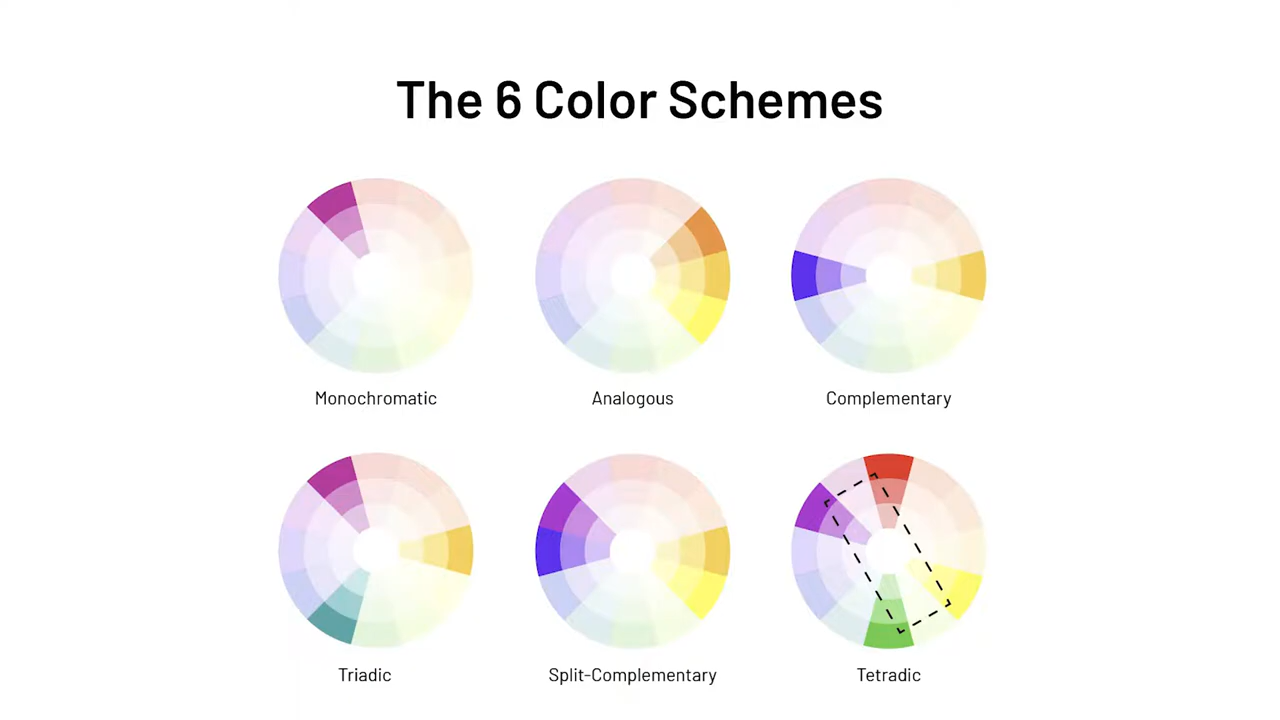 The 6 Color Schemes
Monochromatic
Analogous
Complementary
Triadic
Split-Complementary
Tetradic